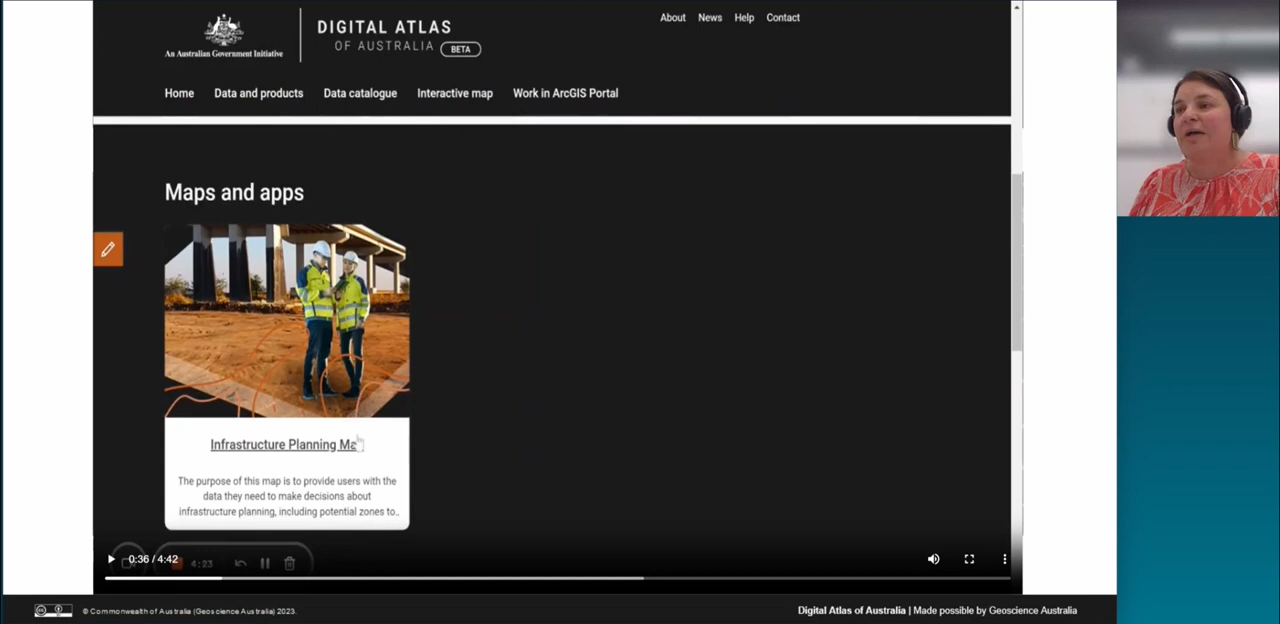 An Australian Government Initiative
DIGITAL ATLAS
OF AUSTRALIA BETA
About News Help Contact
Home Data and products Data catalogue Interactive map Work in ArcGIS Portal
Maps and apps
Infrastructure Planning Ma
The purpose of this map is to provide users with the
data they need to make decisions about
infrastructure planning, including potential zones to..
0:36 / 4:42
4:23
© Commonwealth of Australia (Geoscience Australia) 2023.
Digital Atlas of Australia | Made possible by Geoscience Australia